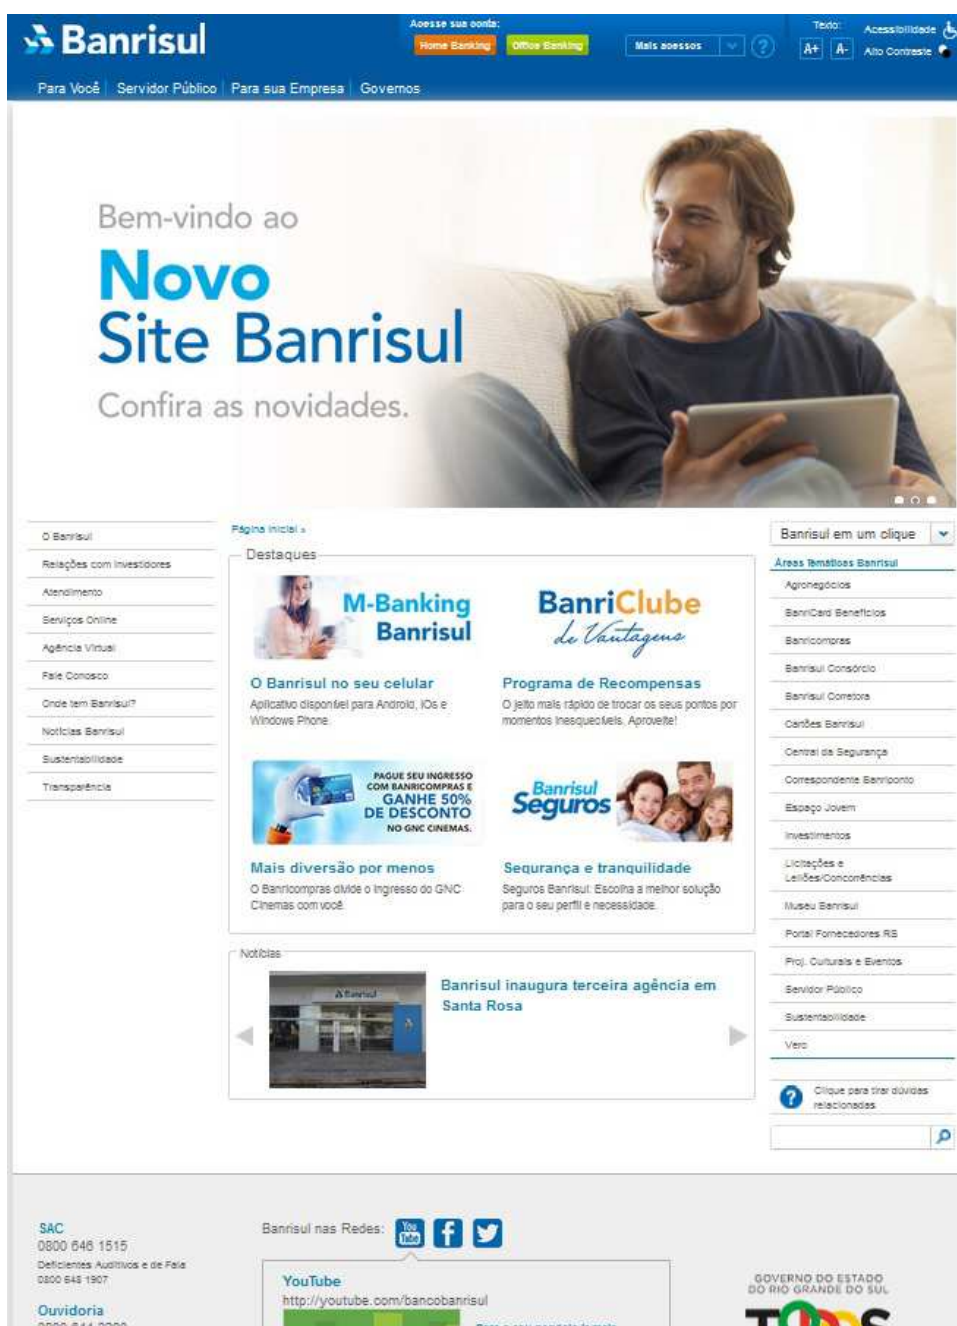 Banrisul
Acesse sua conta:
Home Banking
Office Banking
Mais acessos
?
Texto:
A+
A-
Acessibilidade
Alto Contraste
Para Você
Servidor Público
Para sua Empresa
Governos
Bem-vindo ao
Novo
Site Banrisul
Confira as novidades.
O Banrisul
Relações com Investidores
Atendimento
Serviços Online
Agência Virtual
Fale Conosco
Onde tem Banrisul?
Notícias Banrisul
Sustentabilidade
Transparência
Página Inicial »
Destaques
M-Banking
Banrisul
O Banrisul no seu celular
Aplicativo disponível para Android, iOs e
Windows Phone.
BanriClube
de Vantagens
Programa de Recompensas
O jeito mais rápido de trocar os seus pontos por
momentos inesquecíveis. Aproveite!
PAGUE SEU INGRESSO
COM BANRICOMPRAS E
GANHE 50%
DE DESCONTO
NO GNC CINEMAS.
Mais diversão por menos
O Banricompras divide o ingresso do GNC
Cinemas com você.
Banrisul
Seguros
Segurança e tranquilidade
Seguros Banrisul: Escolha a melhor solução
para o seu perfil e necessidade.
Notícias
Banrisul
Banrisul inaugura terceira agência em
Santa Rosa
Banrisul em um clique
Áreas Temáticas Banrisul
Agronegócios
BanriCard Benefícios
Banricompras
Banrisul Consórcio
Banrisul Corretora
Cartões Banrisul
Central da Segurança
Correspondente Banriponto
Espaço Jovem
Investimentos
Licitações e
Leilões/Concorrências
Museu Banrisul
Portal Fornecedores RS
Proj. Culturais e Eventos
Servidor Público
Sustentabilidade
Vero
?
Clique para tirar dúvidas
relacionadas
SAC
0800 646 1515
Deficientes Auditivos e de Fala
0800 648 1907
Ouvidoria
Banrisul nas Redes:
You
Tube
YouTube
http://youtube.com/bancobanrisul
GOVERNO DO ESTADO
DO RIO GRANDE DO SUL
TODOS